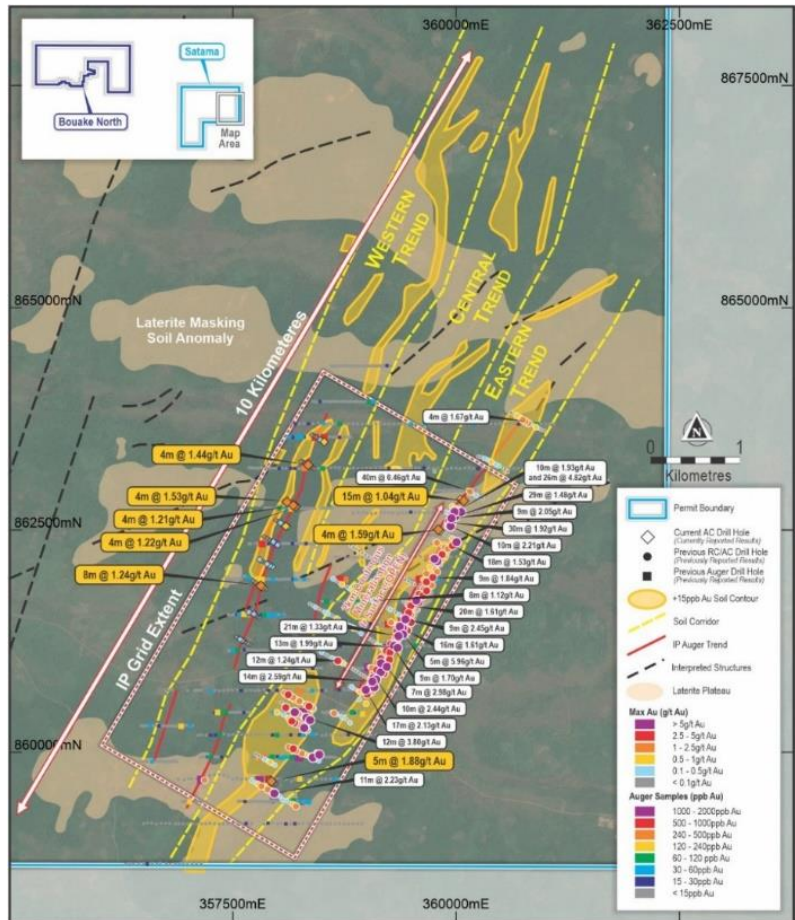 360000mE
362500mE
Satama
Bouake North
Map
Area
867500mN
867500mN
WESTERN
TREND
CENTRAL
TREND
EASTERN
TREND
865000mN
865000mN
Laterite Masking
Soil Anomaly
10 Kilometeres
4m @ 1.67g/t Au
4m @ 1.44g/t Au
40m @ 0.46g/t Au
10m @ 1.93g/t Au
and 26m @ 4.82g/t Au
4m @ 1.53g/t Au
15m @ 1.04g/t Au
29m @ 1.48g/t Au
4m @ 1.21g/t Au
9m @ 2.05g/t Au
862500mN
862500mN
4m @ 1.59g/t Au
30m @ 1.92g/t Au
4m @ 1.22g/t Au
10m @ 2.21g/t Au
18m @ 1.53g/t Au
8m @ 1.24g/t Au
9m @ 1.84g/t Au
8m @ 1.12g/t Au
20m @ 1.61g/t Au
21m @ 1.33g/t Au
9m @ 2.45g/t Au
13m @ 1.99g/t Au
16m @ 1.61g/t Au
12m @ 1.24g/t Au
5m @ 5.96g/t Au
14m @ 2.59g/t Au
9m @ 1.70g/t Au
7m @ 2.98g/t Au
10m @ 2.44g/t Au
17m @ 2.13g/t Au
12m @ 3.88g/t Au
IP Grid Extent
860000mN
5m @ 1.88g/t Au
11m @ 2.23g/t Au
0 1
Kilometres
Permit Boundary
Current AC Drill Hole
(Currently Reported Results)
Previous RC/AC Drill Hole
(Previously Reported Results)
Previous Auger Drill Hole
(Previously Reported Results)
+15ppb Au Soil Contour
Soil Corridor
IP Auger Trend
Interpreted Structures
Laterite Plateau
Max Au (g/t Au)
> 5g/t Au
2.5 - 5g/t Au
1 - 2.5g/t Au
0.5 - 1g/t Au
0.1 - 0.5g/t Au
< 0.1g/t Au
Auger Samples (ppb Au)
1000 - 2000ppb Au
500 - 1000ppb Au
240 - 500ppb Au
120 - 240ppb Au
60 - 120 ppb Au
30 - 60ppb Au
15 - 30ppb Au
< 15ppb Au
357500mE
360000mE